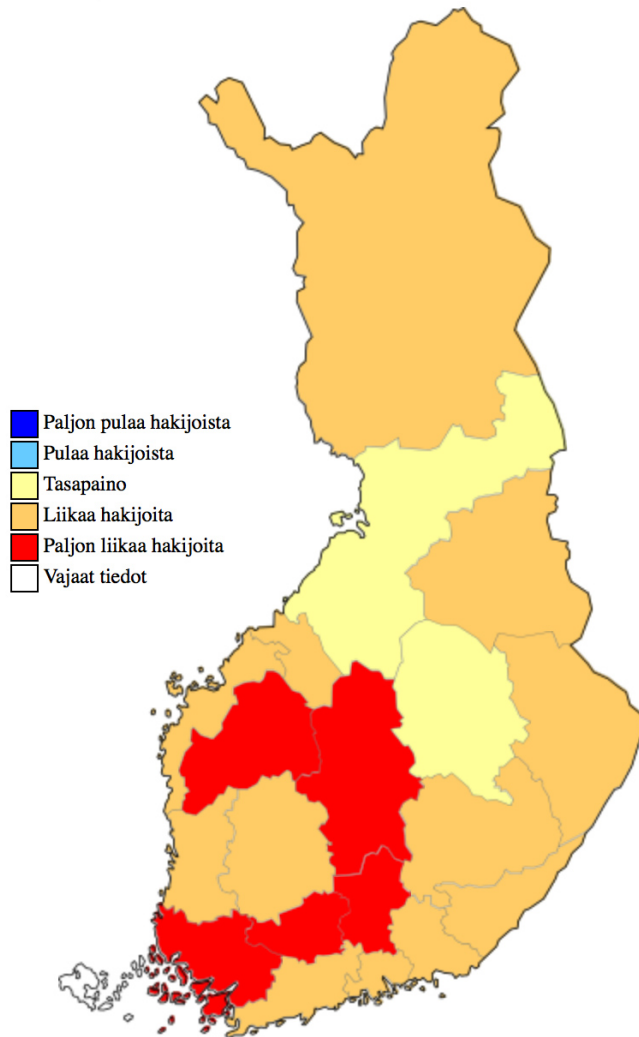 Paljon pulaa hakijoista
Pulaa hakijoista
Tasapaino
Liikaa hakijoita
Paljon liikaa hakijoita
Vajaat tiedot